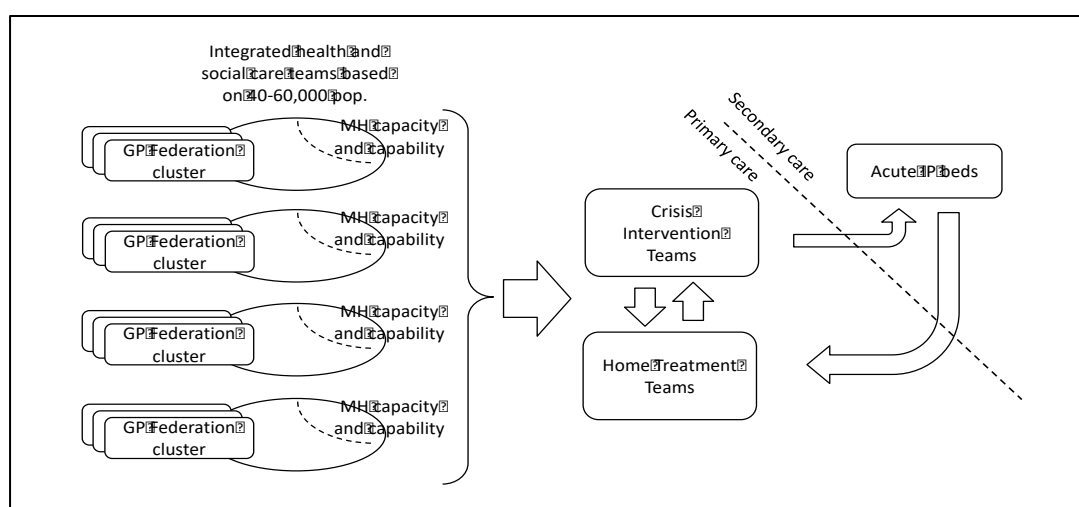 Integrated health and
social care teams based
on 40-60,000 pop.
GP Federation
cluster
MH capacity
and capability
GP Federation
cluster
MH capacity
and capability
GP Federation
cluster
MH capacity
and capability
GP Federation
cluster
MH capacity
and capability
Crisis
Intervention
Teams
Home Treatment
Teams
Primary care
Secondary care
Acute IP beds